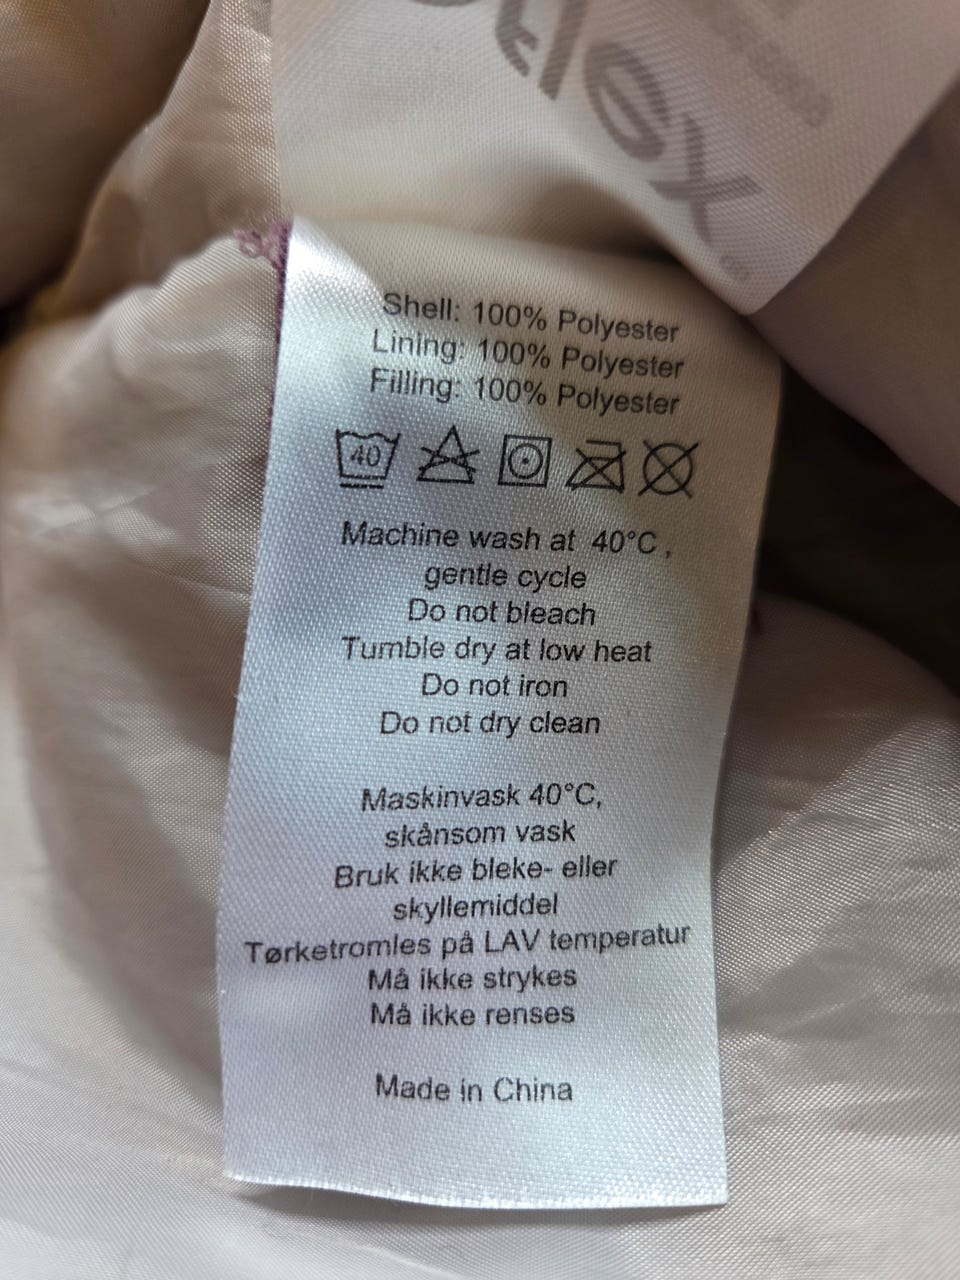 Shell: 100% Polyester
Lining: 100% Polyester
Filling: 100% Polyester
40
Machine wash at 40°C ,
gentle cycle
Do not bleach
Tumble dry at low heat
Do not iron
Do not dry clean
Maskinvask 40°C,
skånsom vask
Bruk ikke bleke- eller
skyllemiddel
Tørketromles på LAV temperatur
Må ikke strykes
Må ikke renses
Made in China